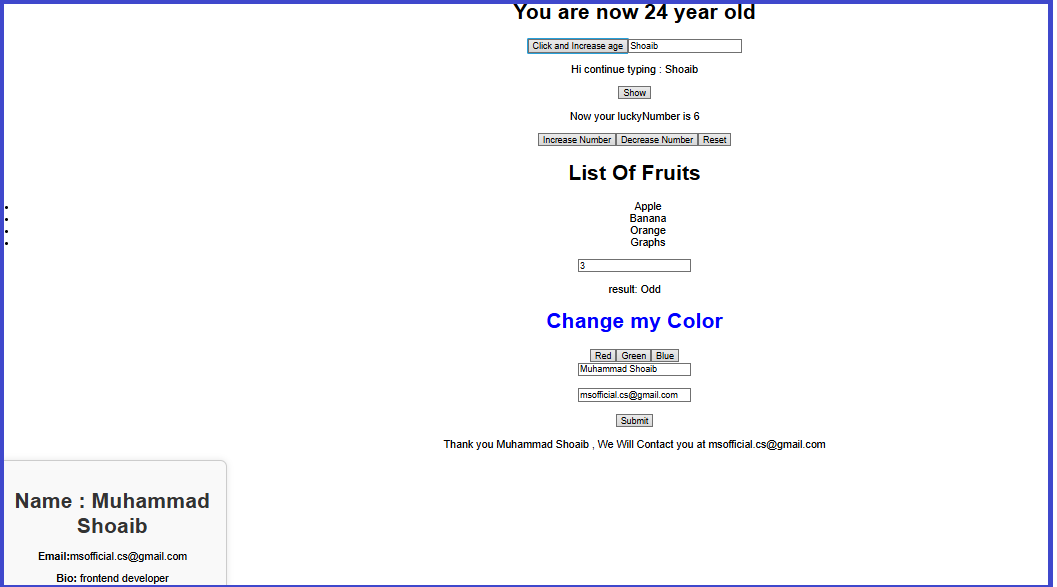 You are now 24 year old
Click and Increase age Shoaib
Hi continue typing : Shoaib
Show
Now your luckyNumber is 6
Increase Number Decrease Number Reset
List Of Fruits
Apple
Banana
Orange
Graphs
3
result: Odd
Change my Color
Red Green Blue
Muhammad Shoaib
msofficial.cs@gmail.com
Submit
Thank you Muhammad Shoaib , We Will Contact you at msofficial.cs@gmail.com
Name : Muhammad
Shoaib
Email:msofficial.cs@gmail.com
Bio: frontend developer